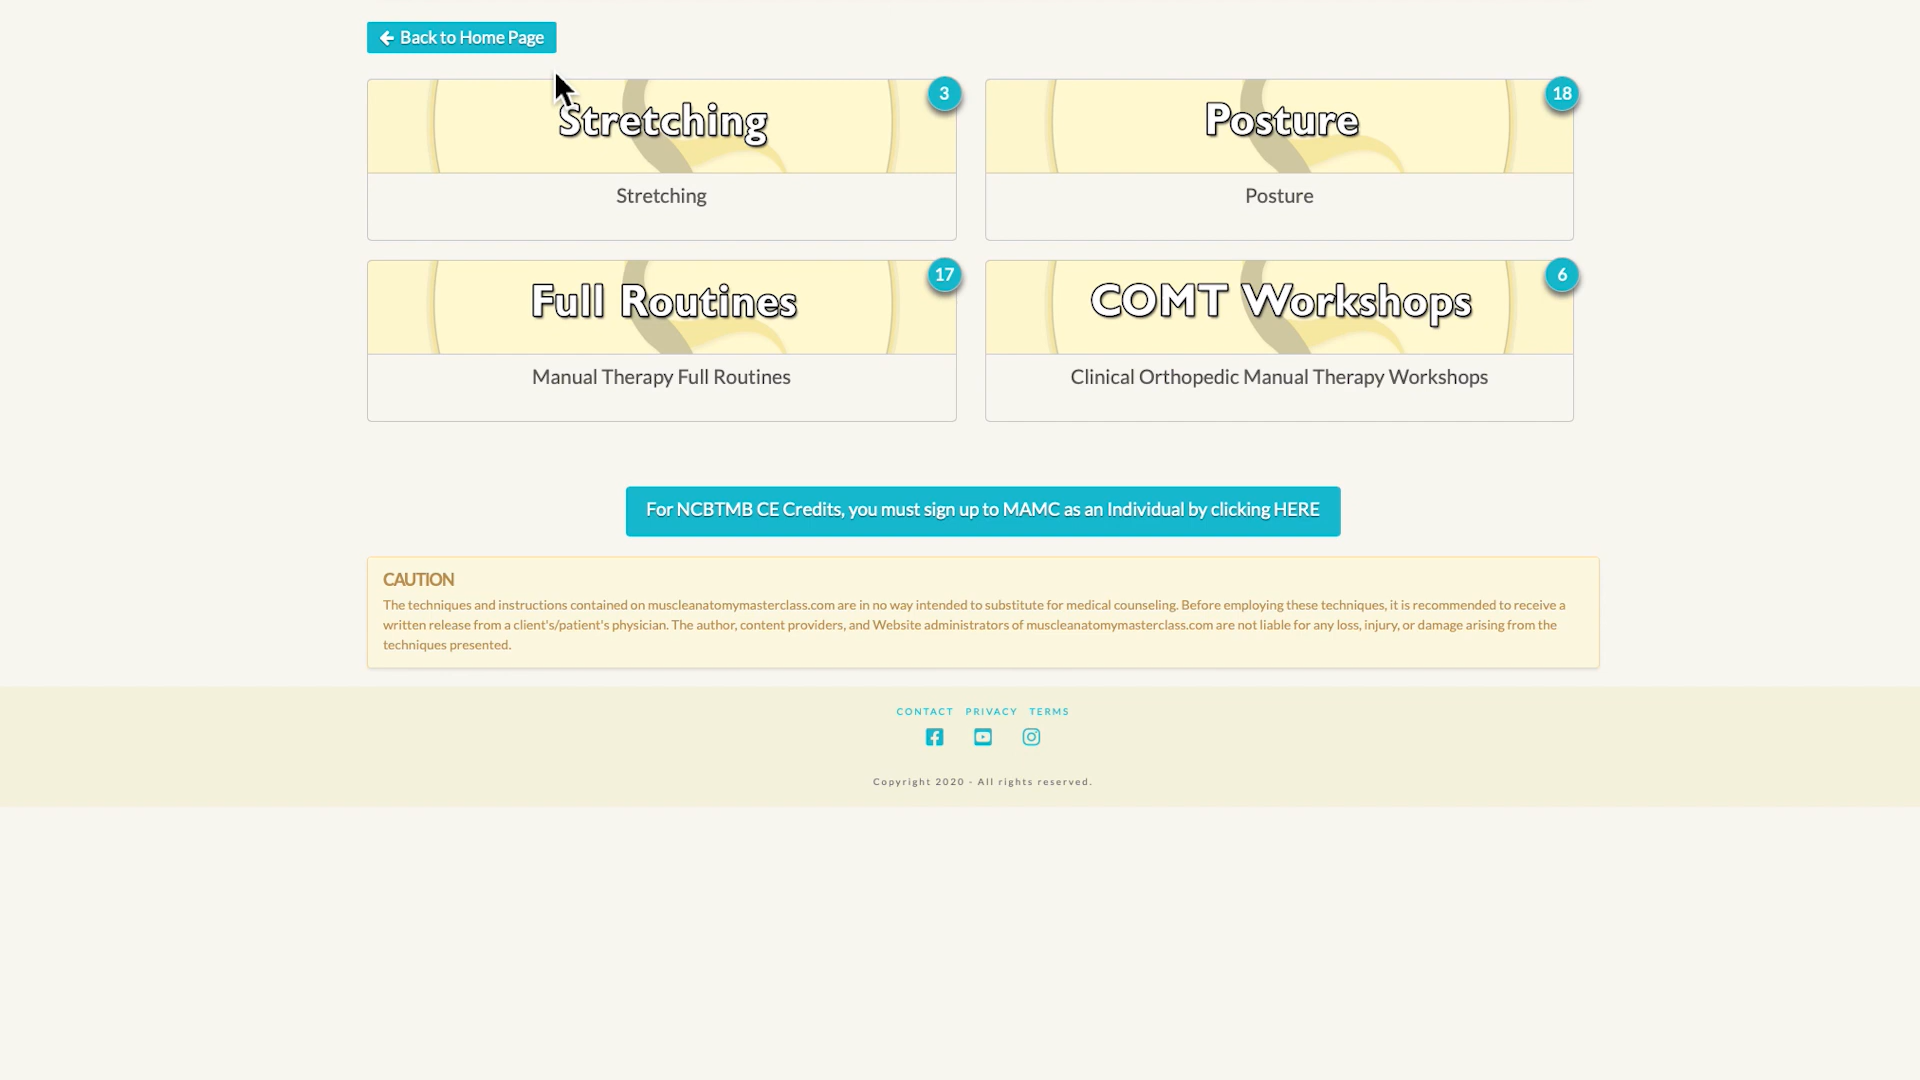 Back to Home Page
3
Stretching
Stretching
18
Posture
Posture
17
Full Routines
Manual Therapy Full Routines
6
COMT Workshops
Clinical Orthopedic Manual Therapy Workshops
For NCBTMB CE Credits, you must sign up to MAMC as an Individual by clicking HERE
CAUTION
The techniques and instructions contained on muscleanatomymasterclass.com are in no way intended to substitute for medical counseling. Before employing these techniques, it is recommended to receive a
written release from a client's/patient's physician. The author, content providers, and Website administrators of muscleanatomymasterclass.com are not liable for any loss, injury, or damage arising from the
techniques presented.
CONTACT PRIVACY TERMS
Copyright 2020 - All rights reserved.